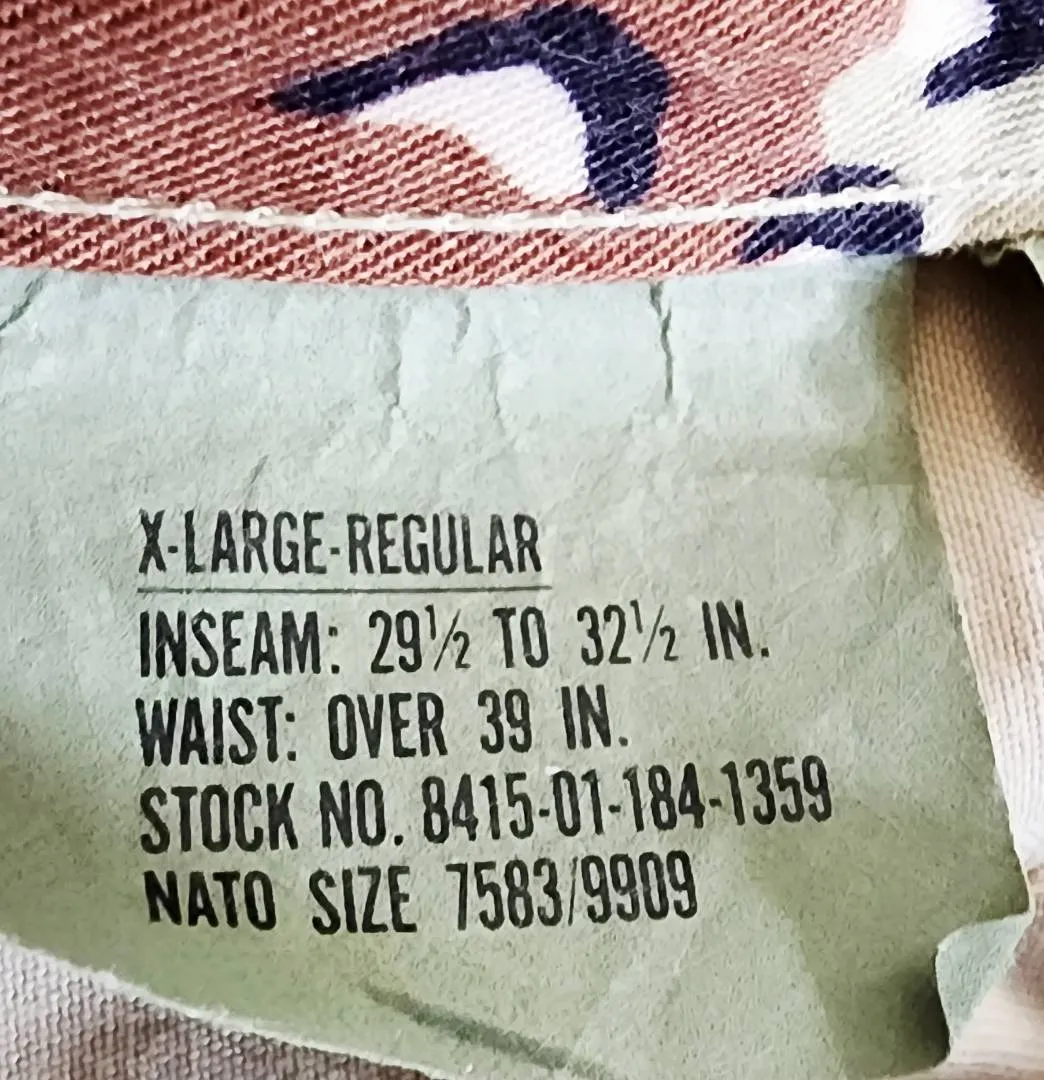 X-LARGE-REGULAR
INSEAM: 29½ TO 32½ IN.
WAIST: OVER 39 IN.
STOCK NO. 8415-01-184-1359
NATO SIZE 7583/9909